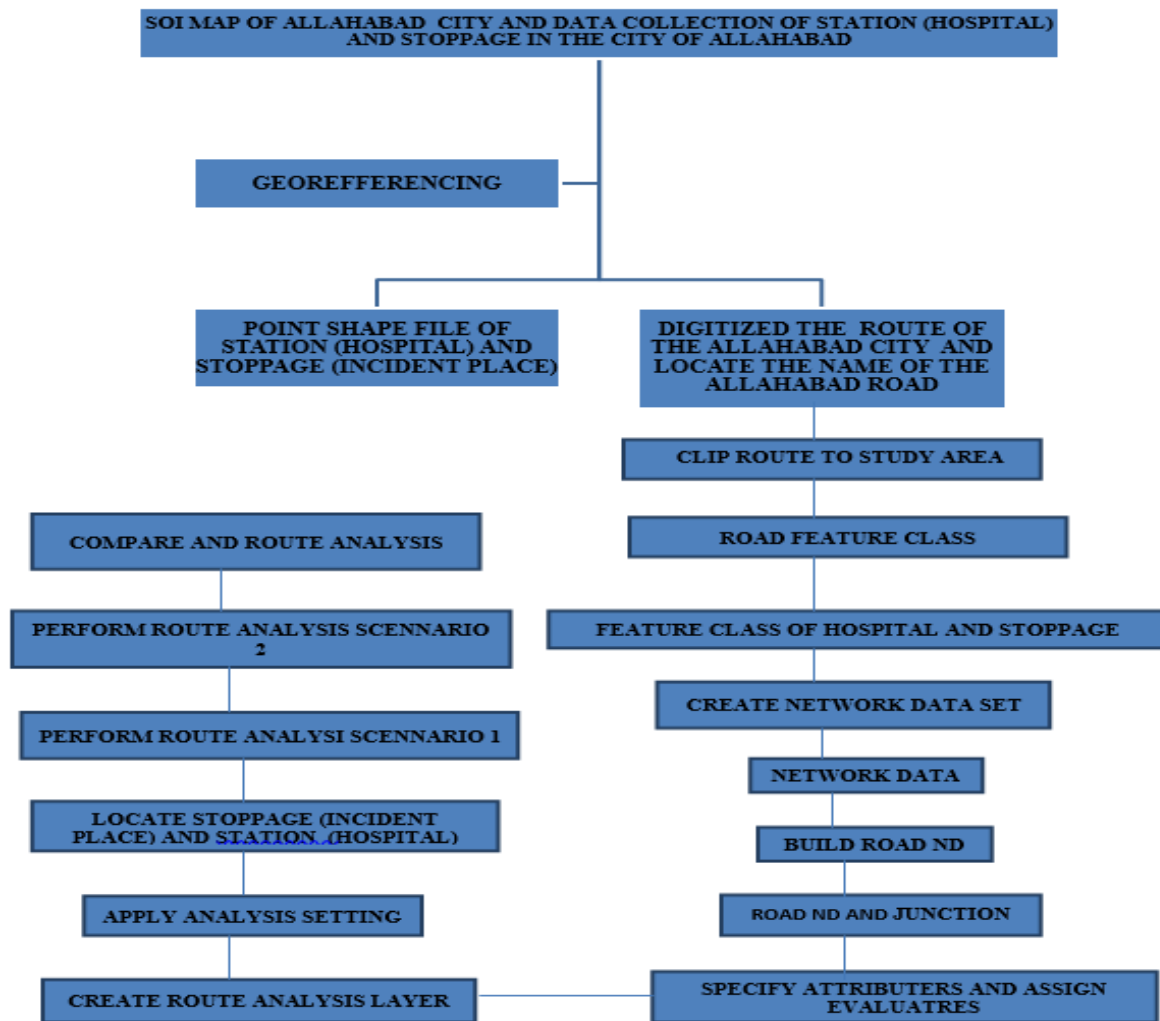 SOI MAP OF ALLAHABAD CITY AND DATA COLLECTION OF STATION (HOSPITAL)
AND STOPPAGE IN THE CITY OF ALLAHABAD
GEOREFFERENCING
POINT SHAPE FILE OF
STATION (HOSPITAL) AND
STOPPAGE (INCIDENT PLACE)
DIGITIZED THE ROUTE OF
THE ALLAHABAD CITY AND
LOCATE THE NAME OF THE
ALLAHABAD ROAD
CLIP ROUTE TO STUDY AREA
ROAD FEATURE CLASS
FEATURE CLASS OF HOSPITAL AND STOPPAGE
CREATE NETWORK DATA SET
NETWORK DATA
BUILD ROAD ND
ROAD ND AND JUNCTION
SPECIFY ATTRIBUTERS AND ASSIGN
EVALUATRES
CREATE ROUTE ANALYSIS LAYER
APPLY ANALYSIS SETTING
LOCATE STOPPAGE (INCIDENT
PLACE) AND STATION (HOSPITAL)
PERFORM ROUTE ANALYSI SCENNARIO 1
PERFORM ROUTE ANALYSIS SCENNARIO
2
COMPARE AND ROUTE ANALYSIS